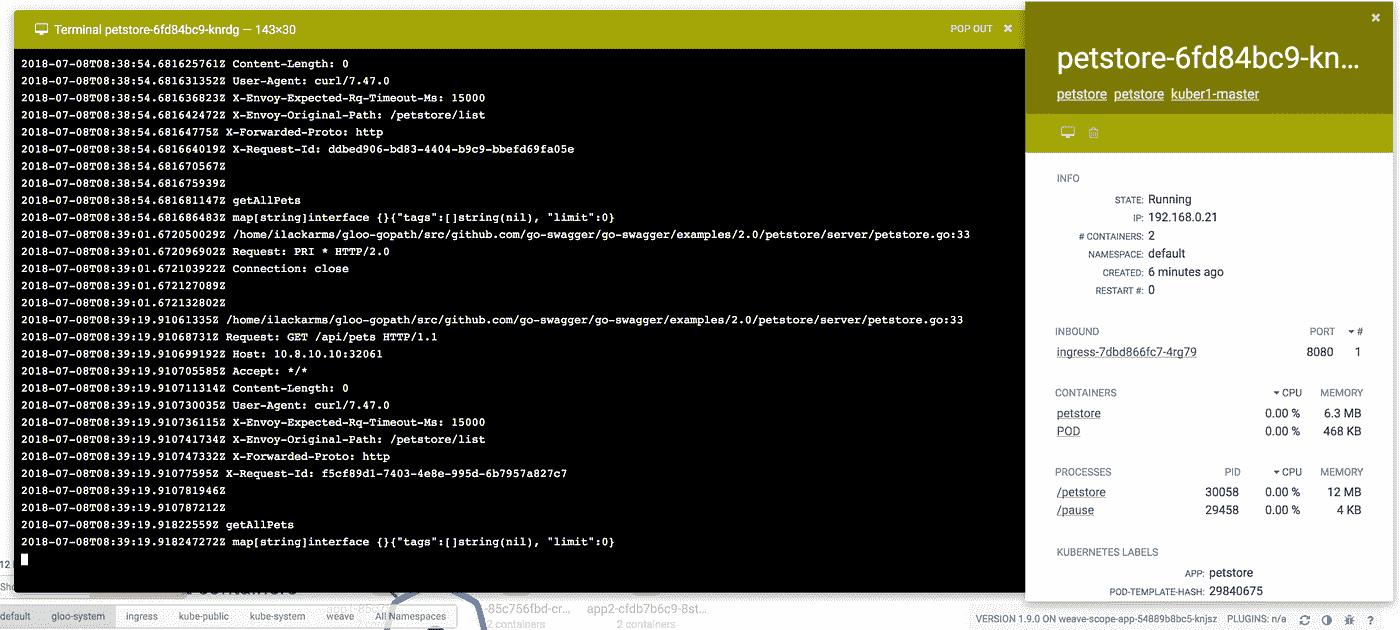 Terminal petstore-6fd84bc9-knrdg — 143×30
POP OUT ×
2018-07-08T08:38:54.681625761Z Content-Length: 0
2018-07-08T08:38:54.681631352Z User-Agent: curl/7.47.0
2018-07-08T08:38:54.681636823Z X-Envoy-Expected-Rq-Timeout-Ms: 15000
2018-07-08T08:38:54.681642472Z X-Envoy-Original-Path: /petstore/list
2018-07-08T08:38:54.68164775Z X-Forwarded-Proto: http
2018-07-08T08:38:54.681664019Z X-Request-Id: ddbed906-bd83-4404-b9c9-bbefd69fa05e
2018-07-08T08:38:54.681670567Z
2018-07-08T08:38:54.681675939Z
2018-07-08T08:38:54.681681147Z getAllPets
2018-07-08T08:38:54.681686483Z map[string]interface {}{"tags":[]string(nil), "limit":0}
2018-07-08T08:39:01.672050029Z /home/ilackarms/gloo-gopath/src/github.com/go-swagger/go-swagger/examples/2.0/petstore/server/petstore.go:33
2018-07-08T08:39:01.672096902Z Request: PRI * HTTP/2.0
2018-07-08T08:39:01.672103922Z Connection: close
2018-07-08T08:39:01.672127089Z
2018-07-08T08:39:01.672132802Z
2018-07-08T08:39:19.91061335Z /home/ilackarms/gloo-gopath/src/github.com/go-swagger/go-swagger/examples/2.0/petstore/server/petstore.go:33
2018-07-08T08:39:19.91068731Z Request: GET /api/pets HTTP/1.1
2018-07-08T08:39:19.910699192Z Host: 10.8.10.10:32061
2018-07-08T08:39:19.910705585Z Accept: */*
2018-07-08T08:39:19.910711314Z Content-Length: 0
2018-07-08T08:39:19.910730035Z User-Agent: curl/7.47.0
2018-07-08T08:39:19.910736115Z X-Envoy-Expected-Rq-Timeout-Ms: 15000
2018-07-08T08:39:19.910741734Z X-Envoy-Original-Path: /petstore/list
2018-07-08T08:39:19.910747332Z X-Forwarded-Proto: http
2018-07-08T08:39:19.91077595Z X-Request-Id: f5cf89d1-7403-4e8e-995d-6b7957a827c7
2018-07-08T08:39:19.910781946Z
2018-07-08T08:39:19.910787212Z
2018-07-08T08:39:19.918222559Z getAllPets
2018-07-08T08:39:19.918247272Z map[string]interface {}{"tags":[]string(nil), "limit":0}
petstore-6fd84bc9-kn...
petstore petstore kuber1-master
INFO
STATE: Running
IP: 192.168.0.21
# CONTAINERS: 2
NAMESPACE: default
CREATED: 6 minutes ago
RESTART #: 0
INBOUND PORT #
ingress-7dbd866fc7-4rg79 8080 1
CONTAINERS CPU MEMORY
petstore 0.00 % 6.3 MB
POD 0.00 % 468 KB
PROCESSES PID CPU MEMORY
/petstore 30058 0.00 % 12 MB
/pause 29458 0.00 % 4 KB
KUBERNETES LABELS
APP: petstore
POD-TEMPLATE-HASH: 29840675
12
Sho
-85c756fbd-cr... app2-cfdb7b6c9-8st...
2 containers 2 containers
default gloo-system ingress kube-public kube-system weave All Namespaces
VERSION 1.9.0 ON weave-scope-app-54889b8bc5-knjsz PLUGINS: n/a ?